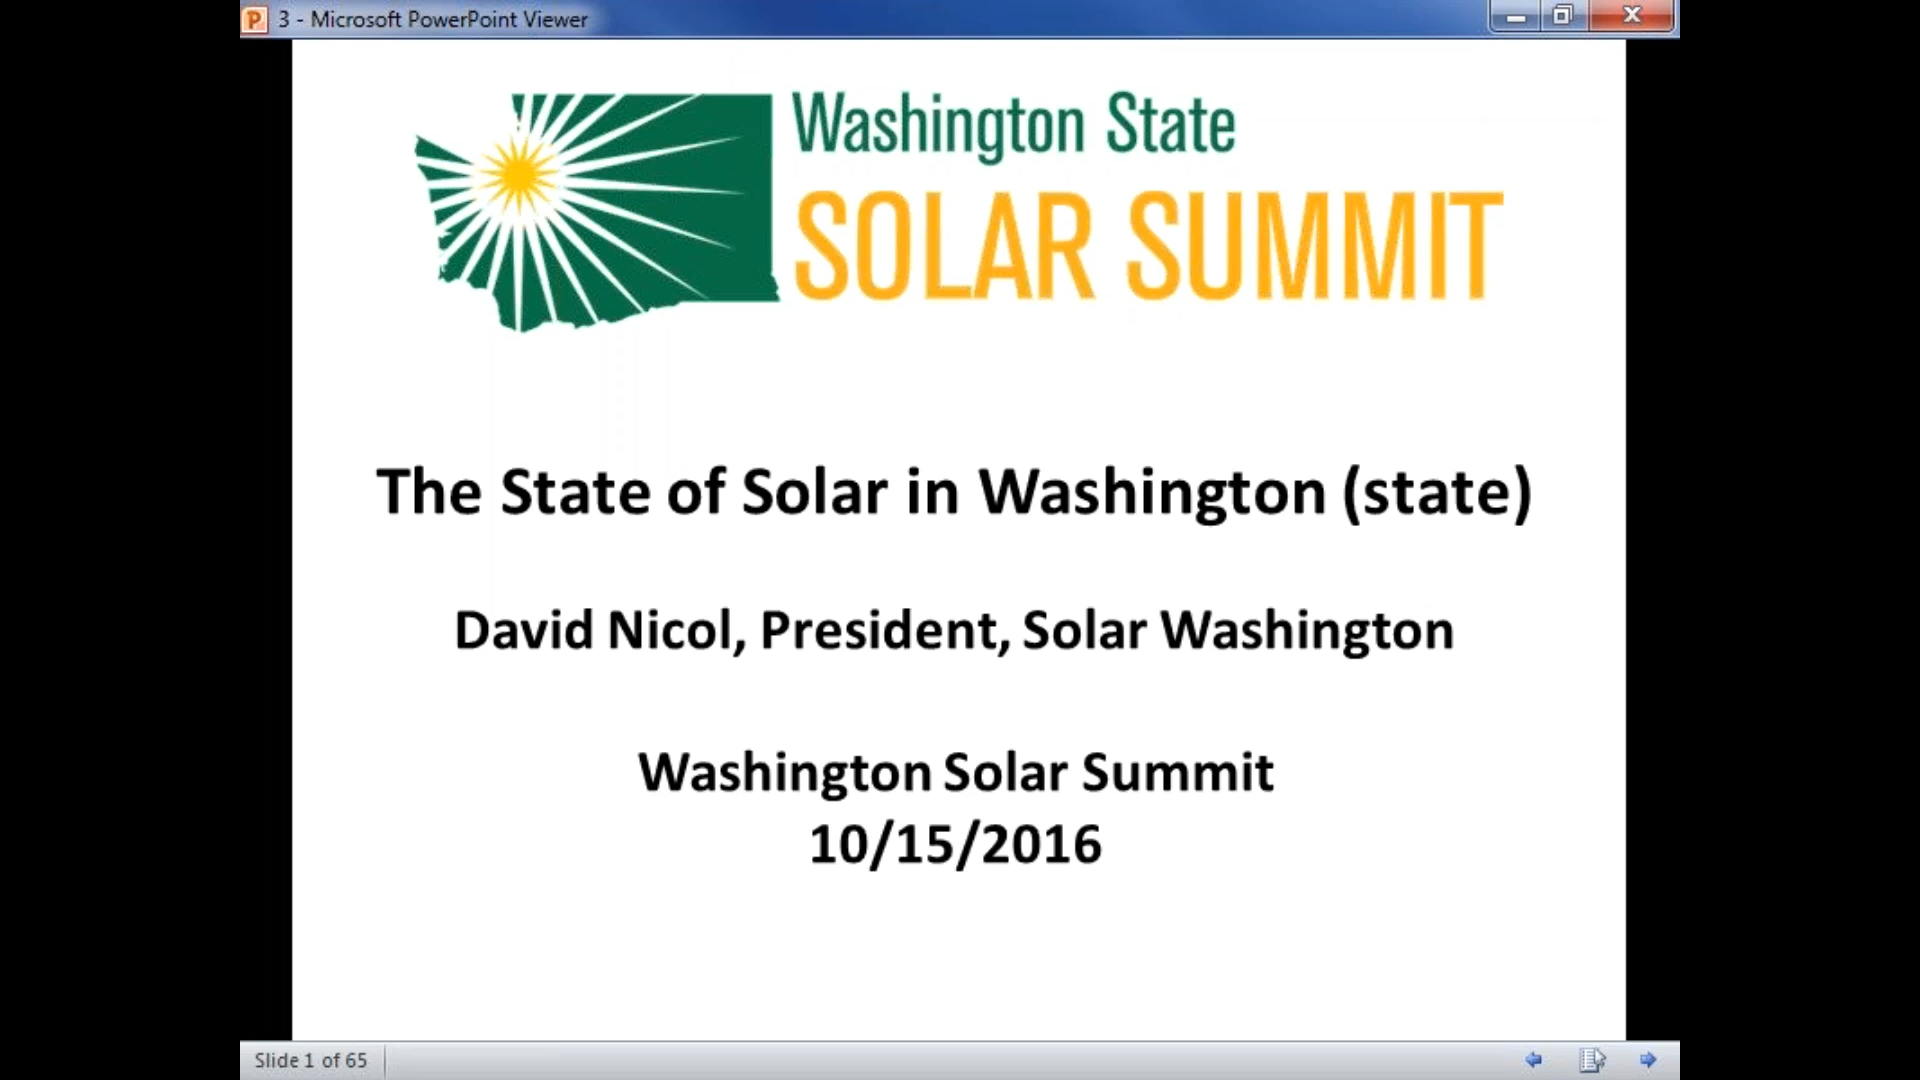 3 - Microsoft PowerPoint Viewer
Washington State
SOLAR SUMMIT
The State of Solar in Washington (state)
David Nicol, President, Solar Washington
Washington Solar Summit
10/15/2016
Slide 1 of 65